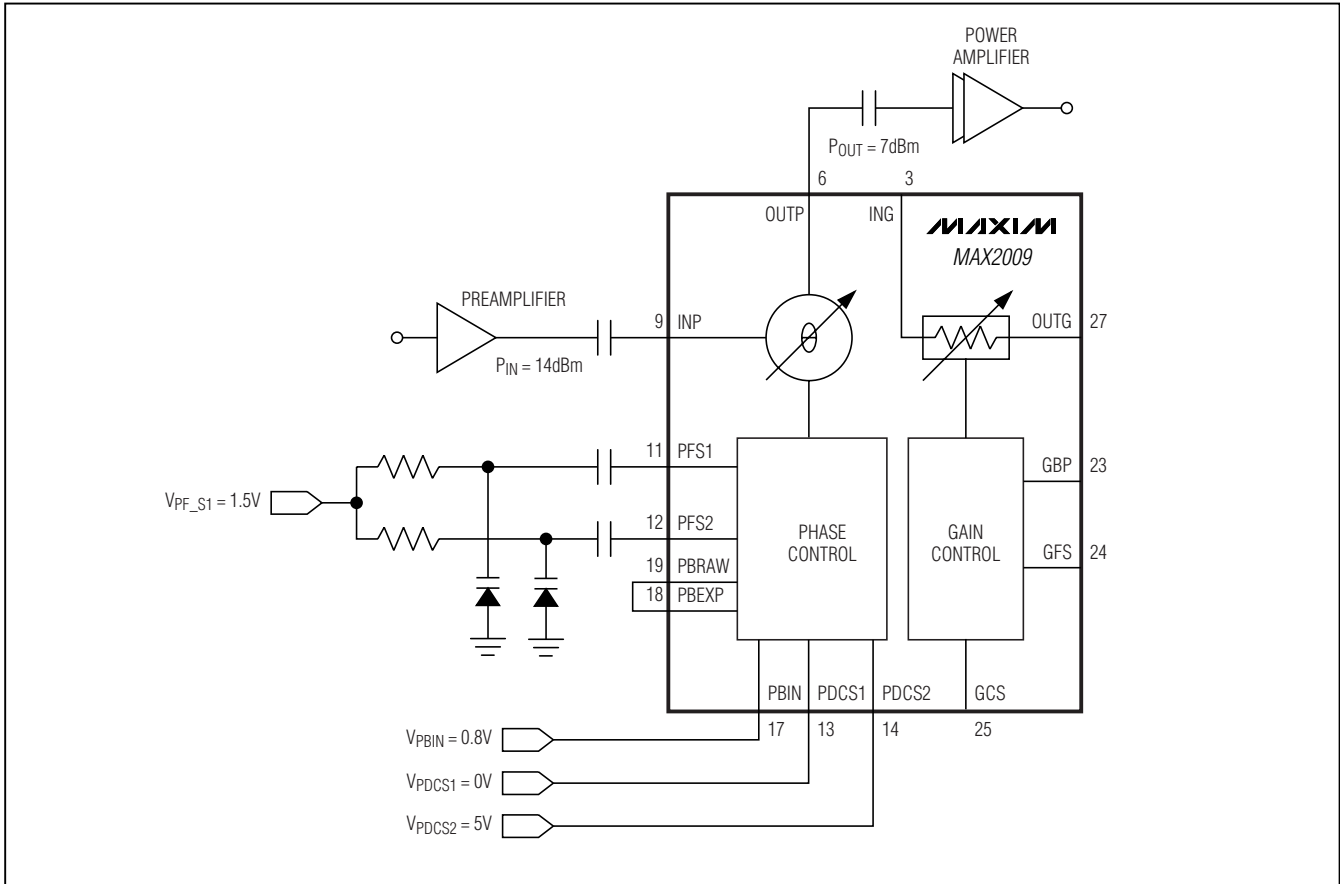 POWER
AMPLIFIER
POUT = 7dBm
6 3
OUTP ING
MAXIM
MAX2009
PREAMPLIFIER
9 INP
OUTG 27
PIN = 14dBm
θ
11 PFS1
GBP 23
VPF_S1 = 1.5V
12 PFS2
PHASE
CONTROL
GAIN
CONTROL
GFS 24
19 PBRAW
18 PBEXP
PBIN PDCS1 PDCS2 GCS
17 13 14 25
VPBIN = 0.8V
VPDCS1 = 0V
VPDCS2 = 5V